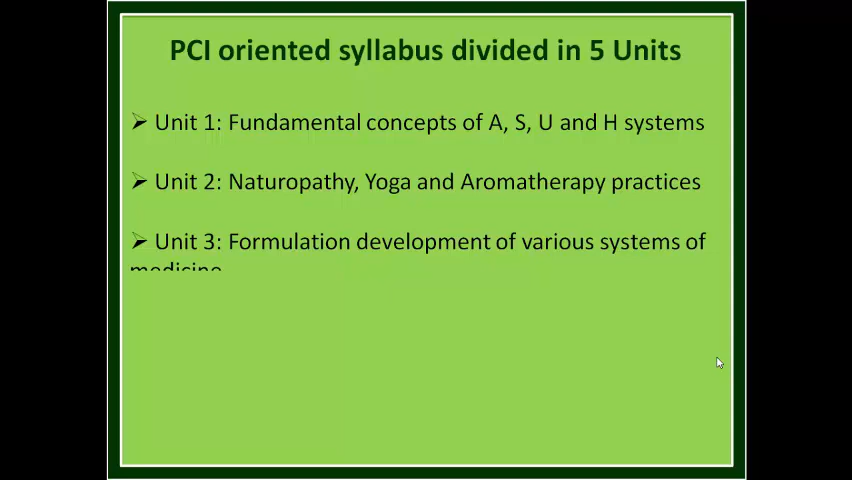 PCI oriented syllabus divided in 5 Units
➢ Unit 1: Fundamental concepts of A, S, U and H systems
➢ Unit 2: Naturopathy, Yoga and Aromatherapy practices
➢ Unit 3: Formulation development of various systems of
medicine